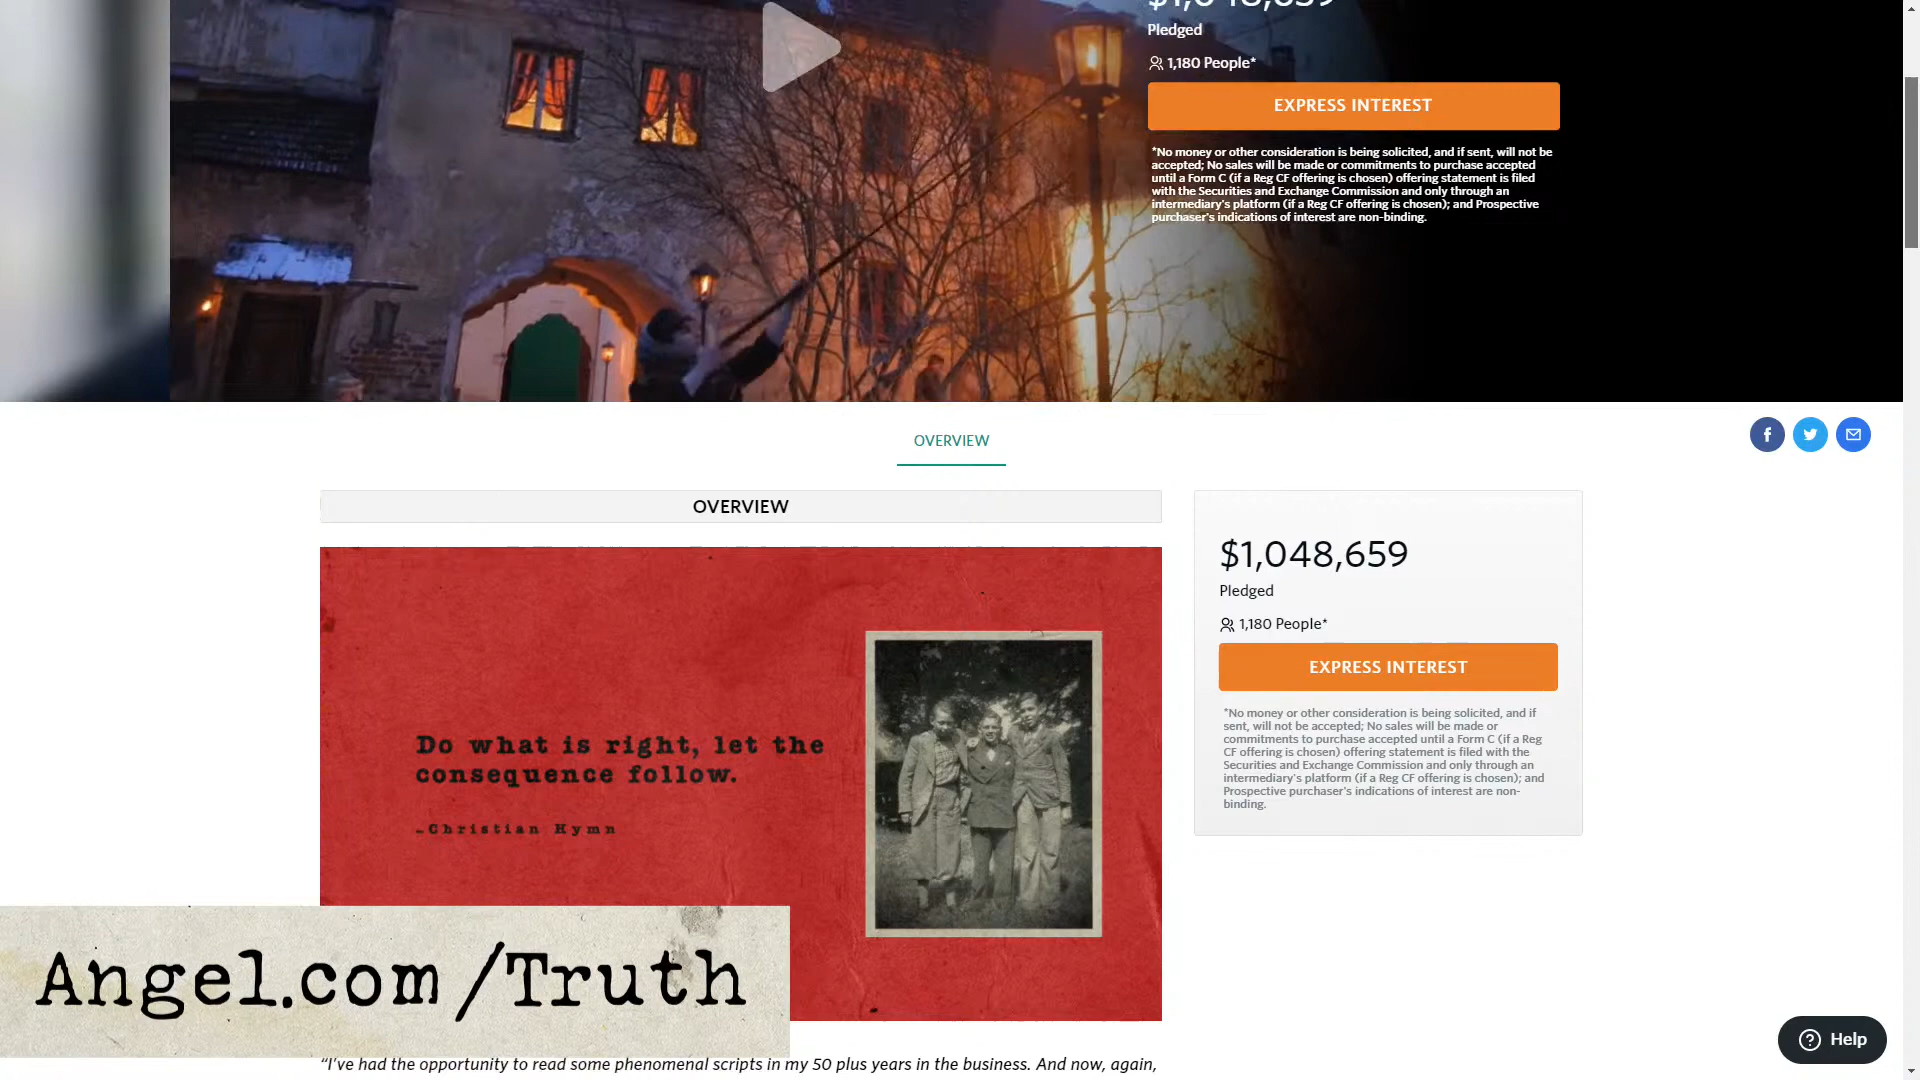 $1,048,659
Pledged
1,180 People*
EXPRESS INTEREST
*No money or other consideration is being solicited, and if sent, will not be
accepted; No sales will be made or commitments to purchase accepted
until a Form C (if a Reg CF offering is chosen) offering statement is filed
with the Securities and Exchange Commission and only through an
intermediary's platform (if a Reg CF offering is chosen); and Prospective
purchaser's indications of interest are non-binding.
OVERVIEW
OVERVIEW
Do what is right, let the
consequence follow.
-Christian Hymn
$1,048,659
Pledged
1,180 People*
EXPRESS INTEREST
*No money or other consideration is being solicited, and if
sent, will not be accepted; No sales will be made or
commitments to purchase accepted until a Form C (if a Reg
CF offering is chosen) offering statement is filed with the
Securities and Exchange Commission and only through an
intermediary's platform (if a Reg CF offering is chosen); and
Prospective purchaser's indications of interest are non-
binding.
Angel.com/Truth
"I've had the opportunity to read some phenomenal scripts in my 50 plus years in the business. And now, again,
Help